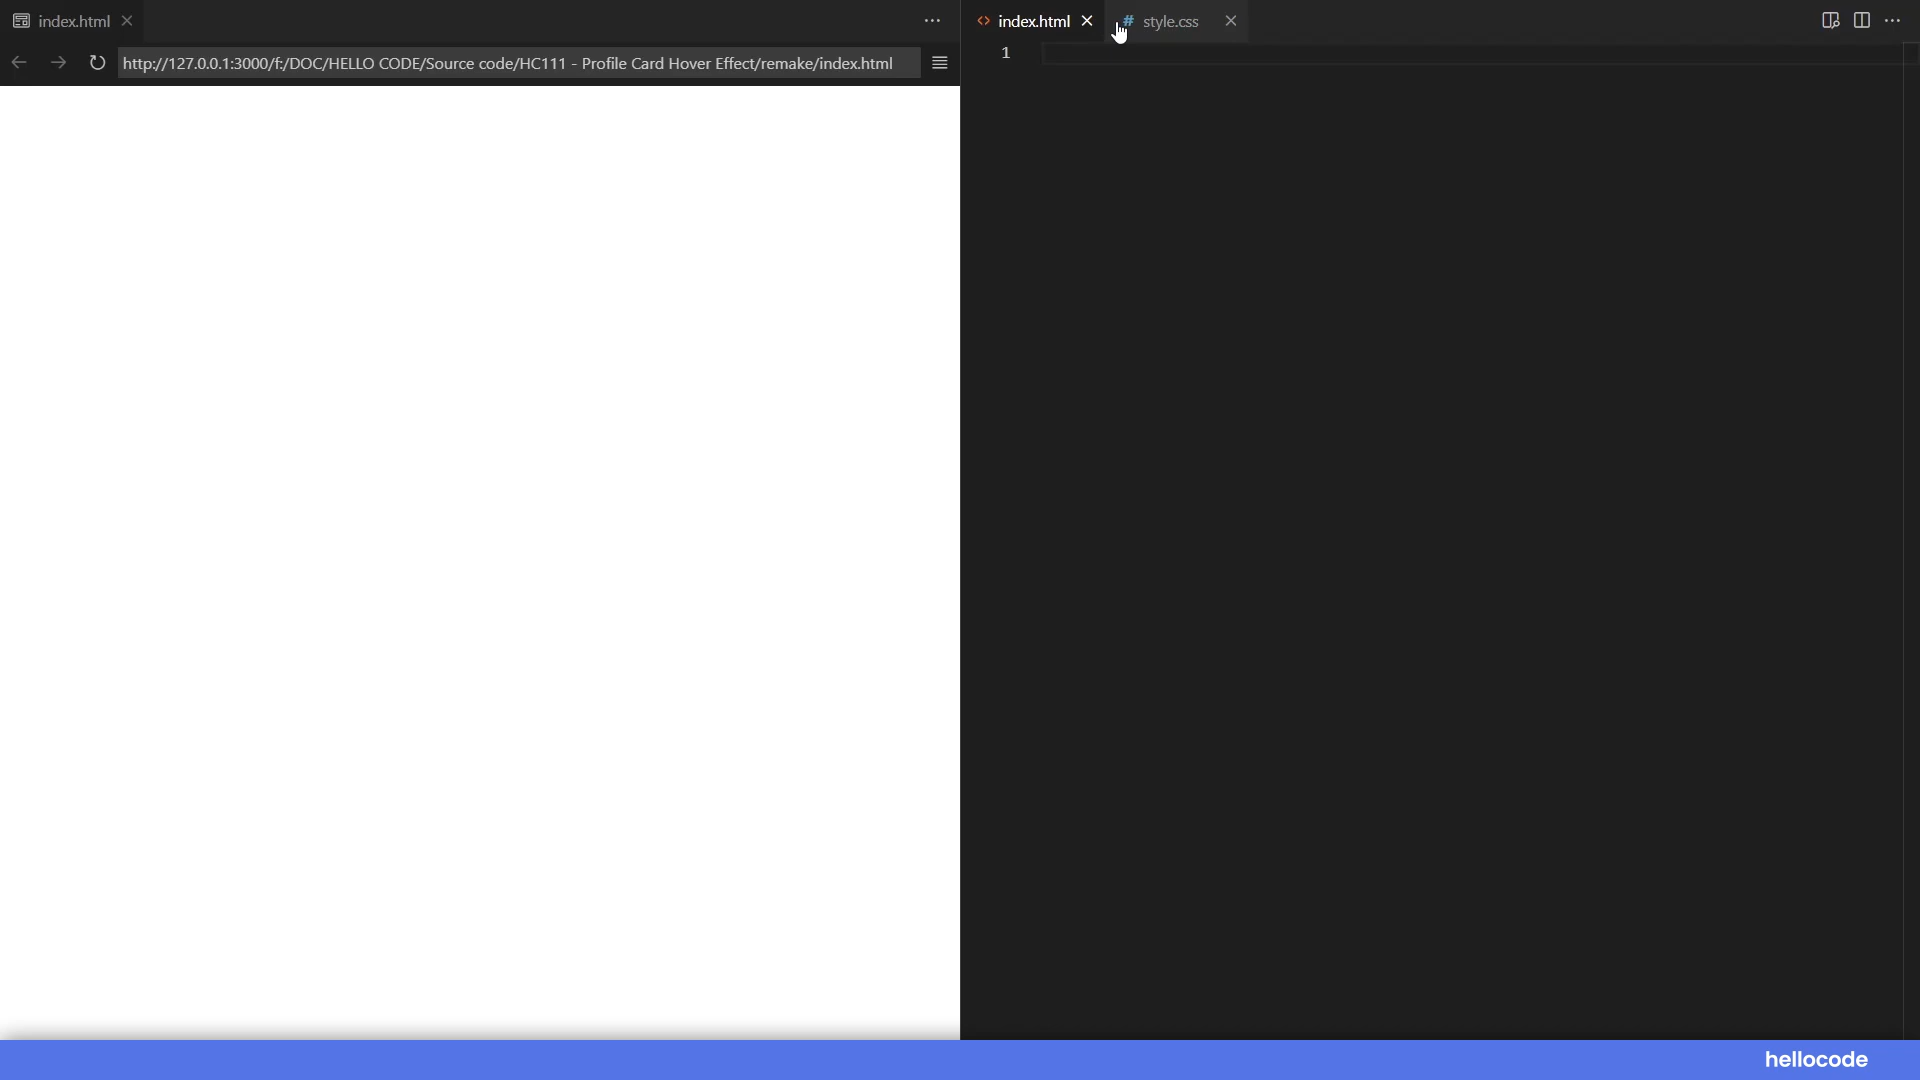 index.html
http://127.0.0.1:3000/f:/DOC/HELLO CODE/Source code/HC111 - Profile Card Hover Effect/remake/index.html
index.html
# style.css
1
hellocode